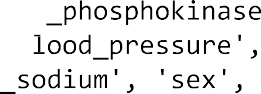 _phosphokinase
lood_pressure',
_sodium', 'sex',